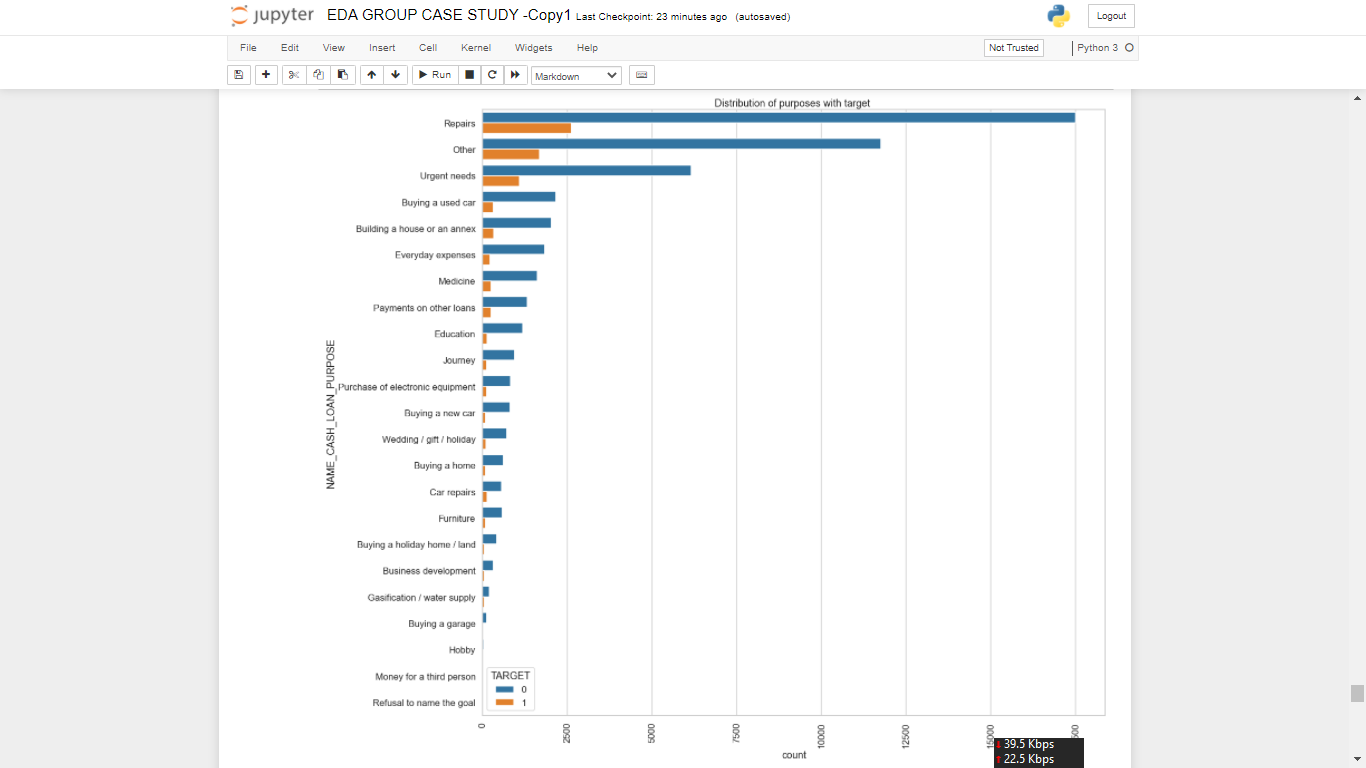 jupyter EDA GROUP CASE STUDY -Copy1 Last Checkpoint: 23 minutes ago (autosaved) Logout
File Edit View Insert Cell Kernel Widgets Help Not Trusted Python 3
Run Markdown
Distribution of purposes with target
NAME_CASH_LOAN_PURPOSE
Repairs
Other
Urgent needs
Buying a used car
Building a house or an annex
Everyday expenses
Medicine
Payments on other loans
Education
Journey
Purchase of electronic equipment
Buying a new car
Wedding / gift / holiday
Buying a home
Car repairs
Furniture
Buying a holiday home / land
Business development
Gasification / water supply
Buying a garage
Hobby
Money for a third person
Refusal to name the goal
TARGET
0
1
0 2500 5000 7500 10000 12500 15000
count
39.5 Kbps
22.5 Kbps